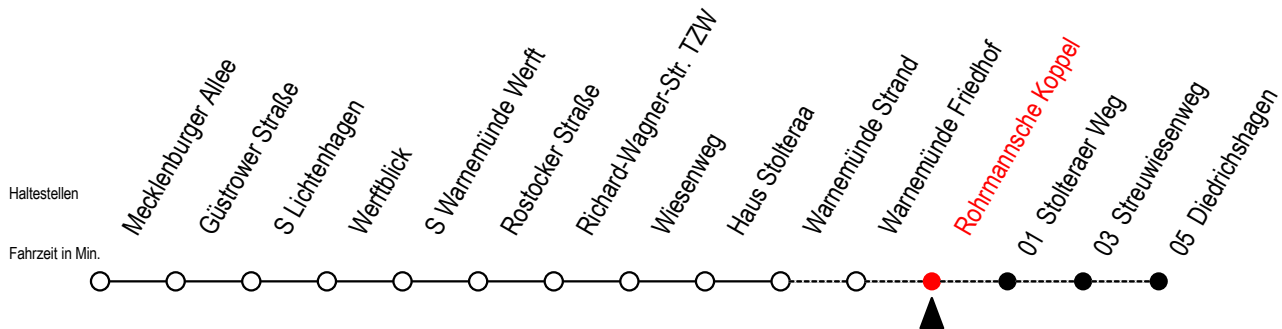 Haltestellen
Fahrzeit in Min.
Mecklenburger Allee
Güstrower Straße
S Lichtenhagen
Werftblick
S Warnemünde Werft
Rostocker Straße
Richard-Wagner-Str. TZW
Wiesenweg
Haus Stolteraa
Warnemünde Strand
Warnemünde Friedhof
Rohrmannsche Koppel
01 Stolteraer Weg
03 Streuwiesenweg
05 Diedrichshagen